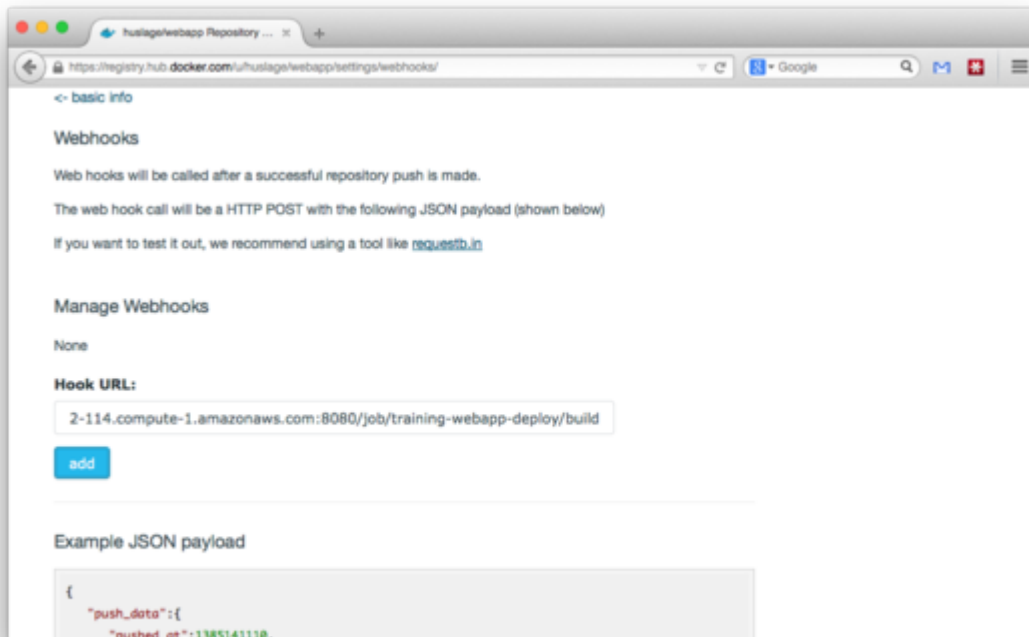 huslage/webapp Repository ...
https://registry.hub.docker.com/u/huslage/webapp/settings/webhooks/
Google
<- basic info
Webhooks
Web hooks will be called after a successful repository push is made.
The web hook call will be a HTTP POST with the following JSON payload (shown below)
If you want to test it out, we recommend using a tool like requestb.in
Manage Webhooks
None
Hook URL:
2-114.compute-1.amazonaws.com:8080/job/training-webapp-deploy/build
add
Example JSON payload
{
"push_data":{
"pushed_at":1385141110,